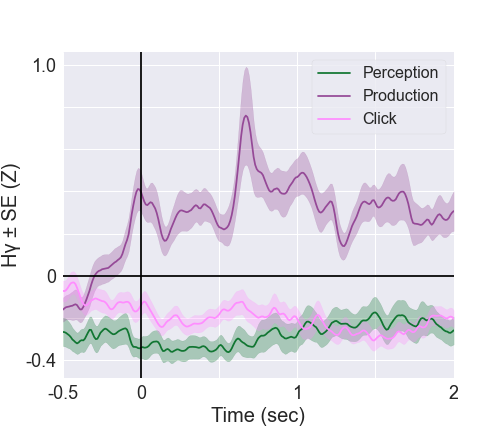 1.0
0
-0.4
Hγ ± SE (Z)
Perception
Production
Click
-0.5
0
1
2
Time (sec)